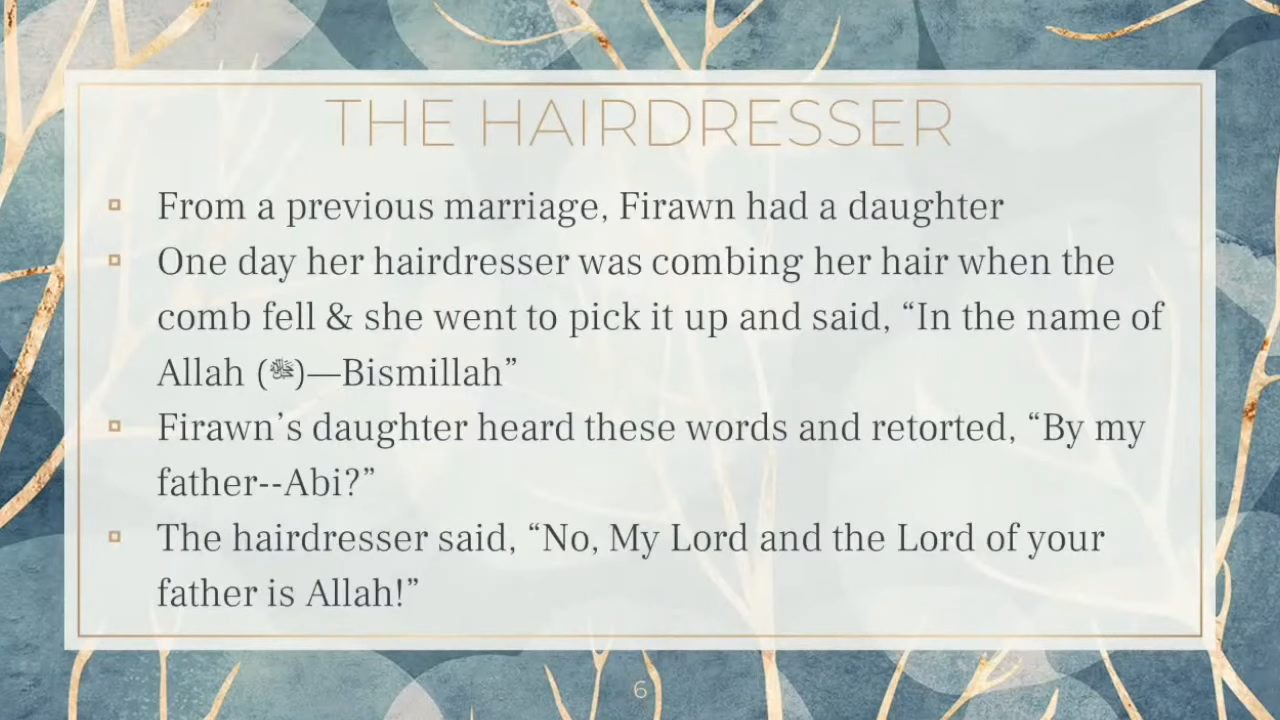 THE HAIRDRESSER
From a previous marriage, Firawn had a daughter
One day her hairdresser was combing her hair when the
comb fell & she went to pick it up and said, “In the name of
Allah (ﷻ)—Bismillah”
Firawn’s daughter heard these words and retorted, “By my
father--Abi?”
The hairdresser said, “No, My Lord and the Lord of your
father is Allah!”
6